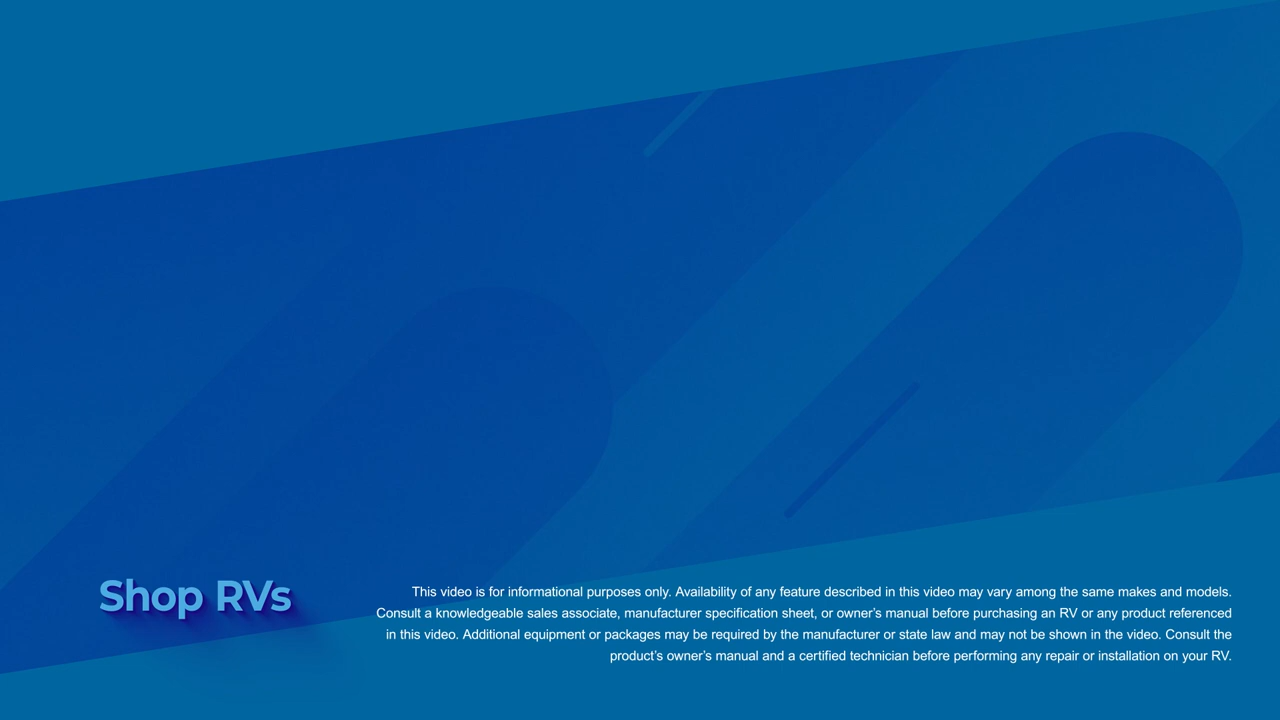 Shop RVs
This video is for informational purposes only. Availability of any feature described in this video may vary among the same makes and models.
Consult a knowledgeable sales associate, manufacturer specification sheet, or owner’s manual before purchasing an RV or any product referenced
in this video. Additional equipment or packages may be required by the manufacturer or state law and may not be shown in the video. Consult the
product’s owner’s manual and a certified technician before performing any repair or installation on your RV.